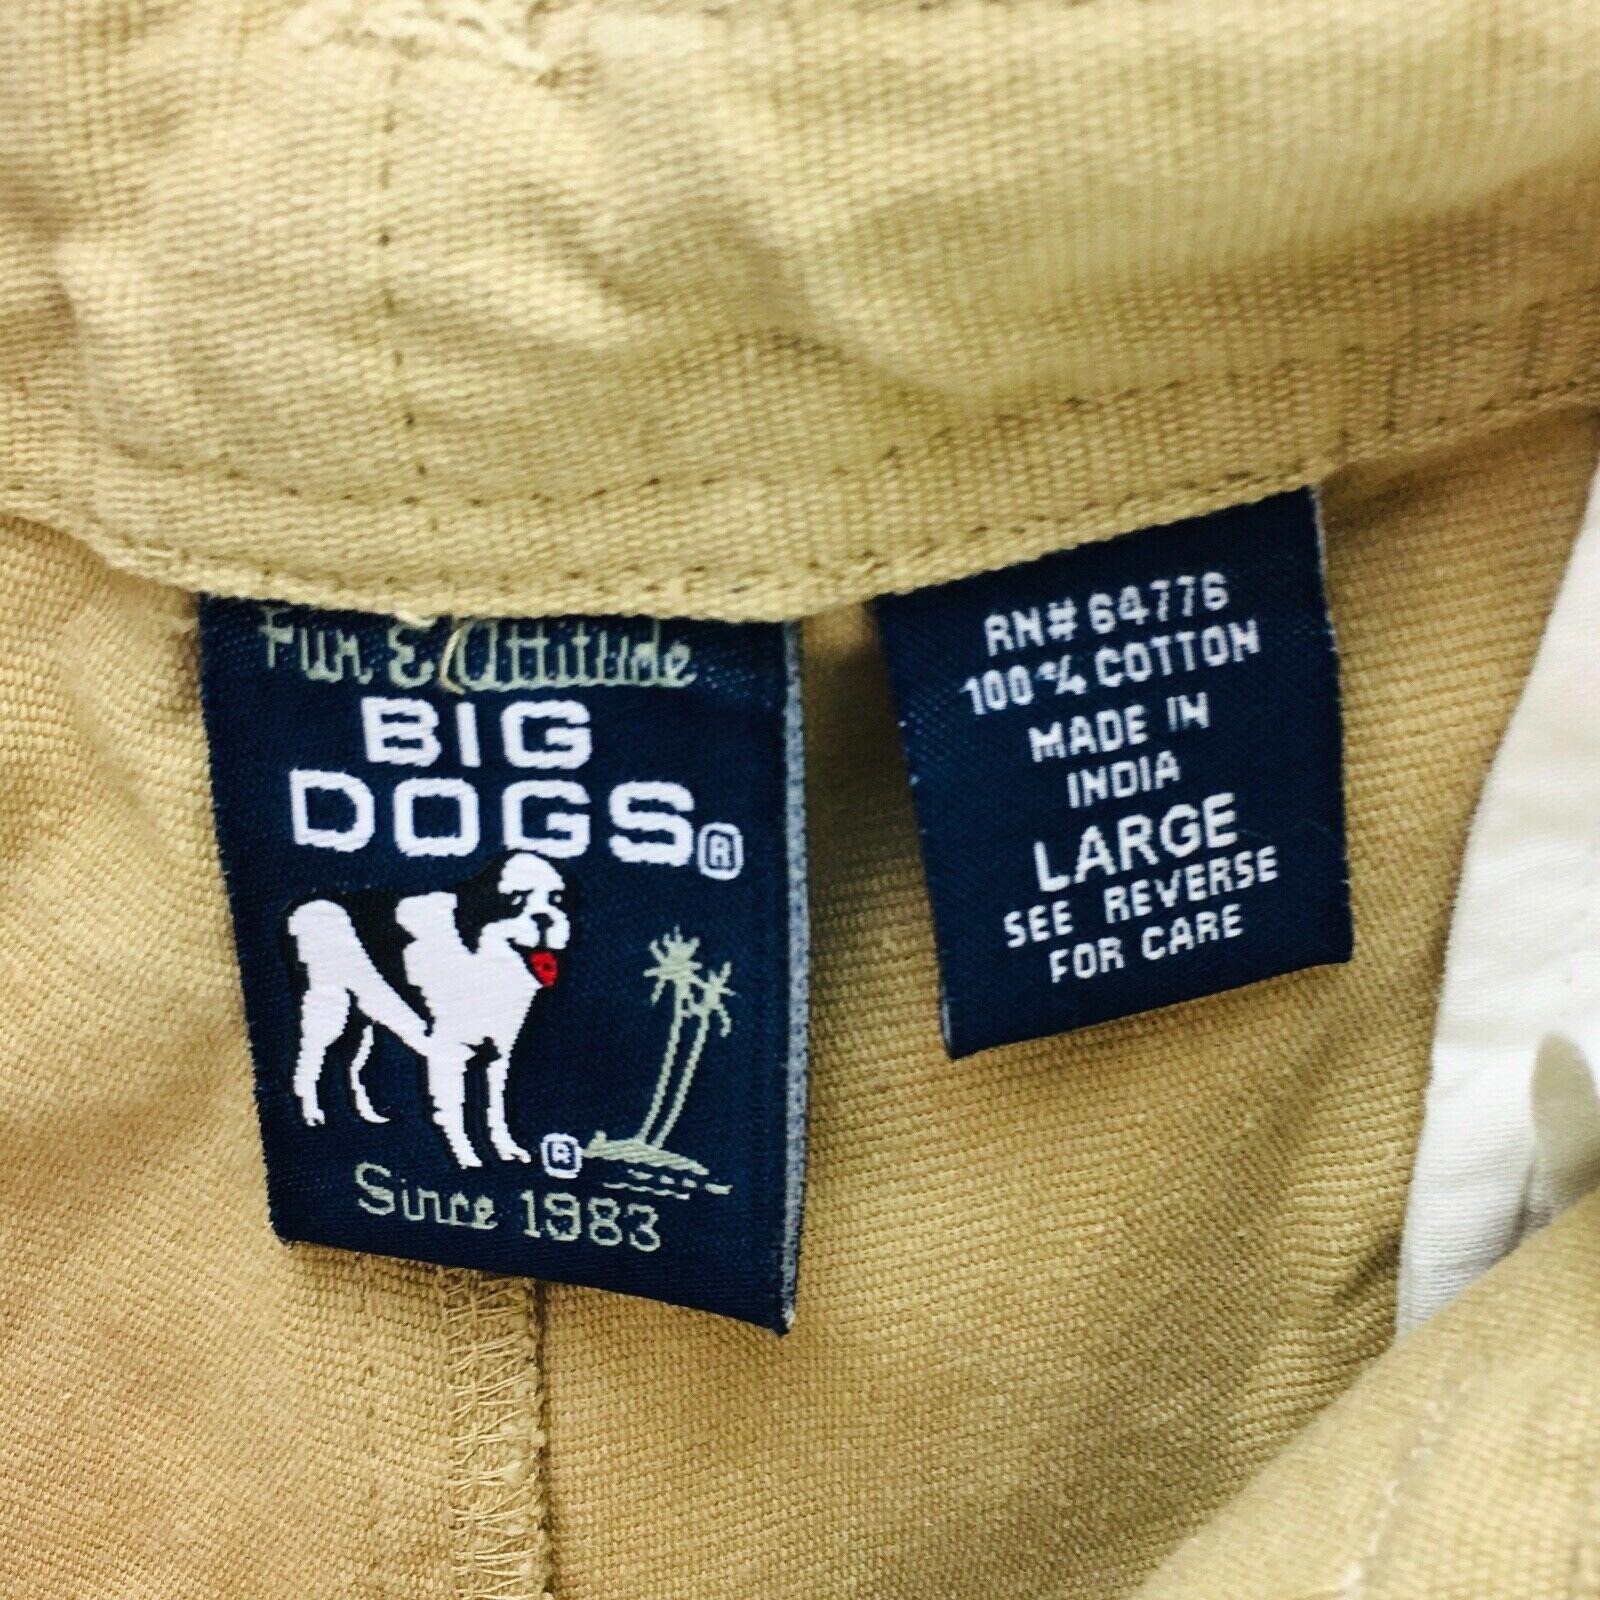 Fun & Attitude
BIG
DOGS®
®
Since 1983
RN# 64776
100% COTTON
MADE IN
INDIA
LARGE
SEE REVERSE
FOR CARE